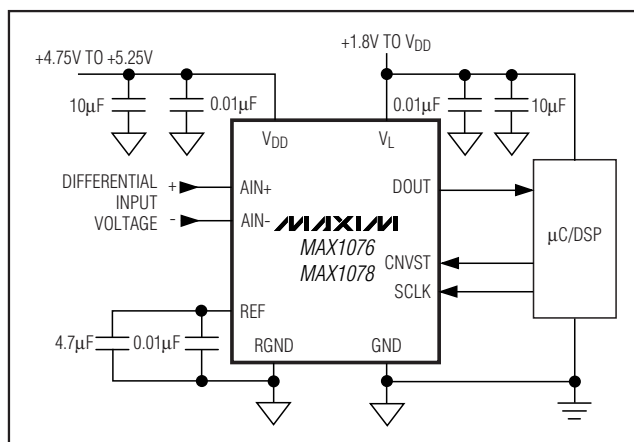 +4.75V TO +5.25V
+1.8V TO VDD
10µF
0.01µF
0.01µF
10µF
VDD
VL
DIFFERENTIAL
INPUT
VOLTAGE
+
-
AIN+
AIN-
DOUT
MAXIM
MAX1076
MAX1078
µC/DSP
CNVST
SCLK
REF
4.7µF
0.01µF
RGND
GND